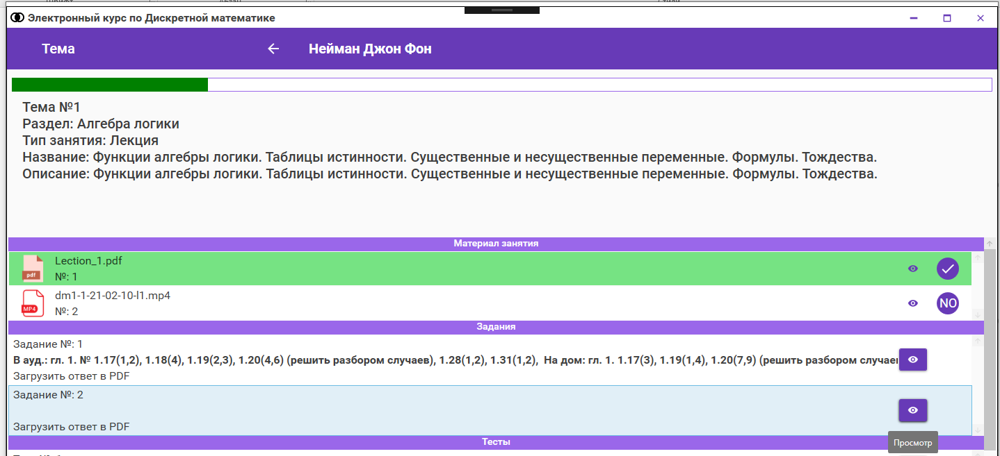 Электронный курс по Дискретной математике
Тема
Нейман Джон Фон
Тема №1
Раздел: Алгебра логики
Тип занятия: Лекция
Название: Функции алгебры логики. Таблицы истинности. Существенные и несущественные переменные. Формулы. Тождества.
Описание: Функции алгебры логики. Таблицы истинности. Существенные и несущественные переменные. Формулы. Тождества.
Материал занятия
pdf
Lection_1.pdf
№: 1
MP4
dm1-1-21-02-10-l1.mp4
№: 2
NO
Задания
Задание №: 1
В ауд.: гл. 1. № 1.17(1,2), 1.18(4), 1.19(2,3), 1.20(4,6) (решить разбором случаев), 1.28(1,2), 1.31(1,2),  На дом: гл. 1. 1.17(3), 1.19(1,4), 1.20(7,9) (решить разбором случаев
Загрузить ответ в PDF
Задание №: 2
Загрузить ответ в PDF
Тесты
Просмотр